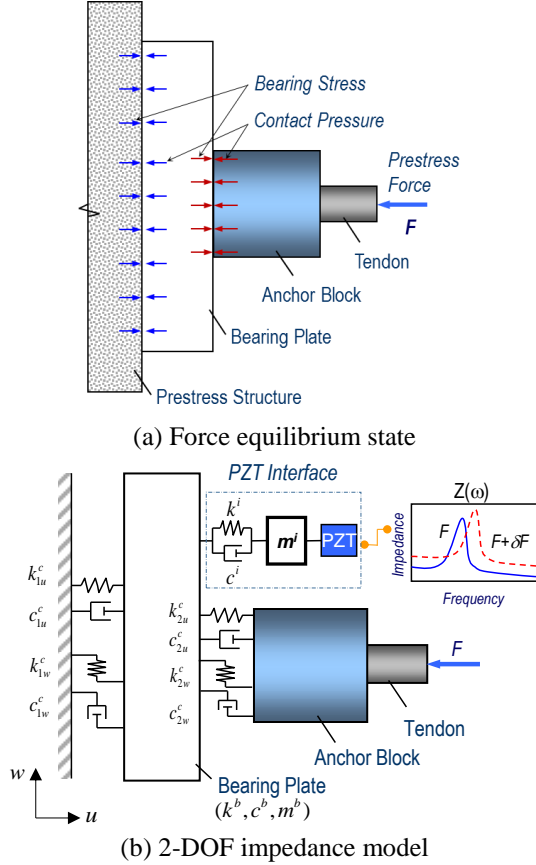 Bearing Stress
Contact Pressure
Prestress
Force
F
Tendon
Anchor Block
Bearing Plate
Prestress Structure
(a) Force equilibrium state
PZT Interface
k^i
m^i
PZT
c^i
Z(ω)
Impedance
F
F+δF
Frequency
k^c_{1u}
c^c_{1u}
k^c_{1w}
c^c_{1w}
k^c_{2u}
c^c_{2u}
k^c_{2w}
c^c_{2w}
F
Tendon
Anchor Block
Bearing Plate
(k^b, c^b, m^b)
w
u
(b) 2-DOF impedance model